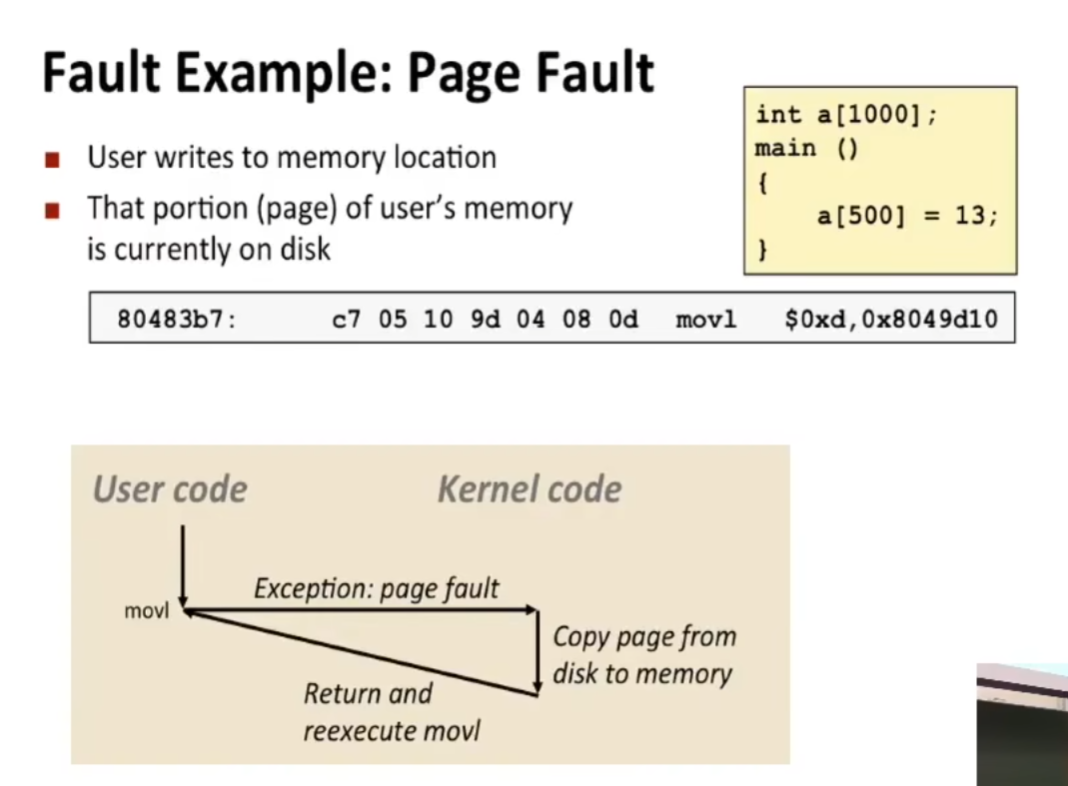 Fault Example: Page Fault
User writes to memory location
That portion (page) of user’s memory
is currently on disk
int a[1000];
main ()
{
a[500] = 13;
}
80483b7: c7 05 10 9d 04 08 0d movl $0xd,0x8049d10
User code
Kernel code
Exception: page fault
movl
Copy page from
disk to memory
Return and
reexecute movl